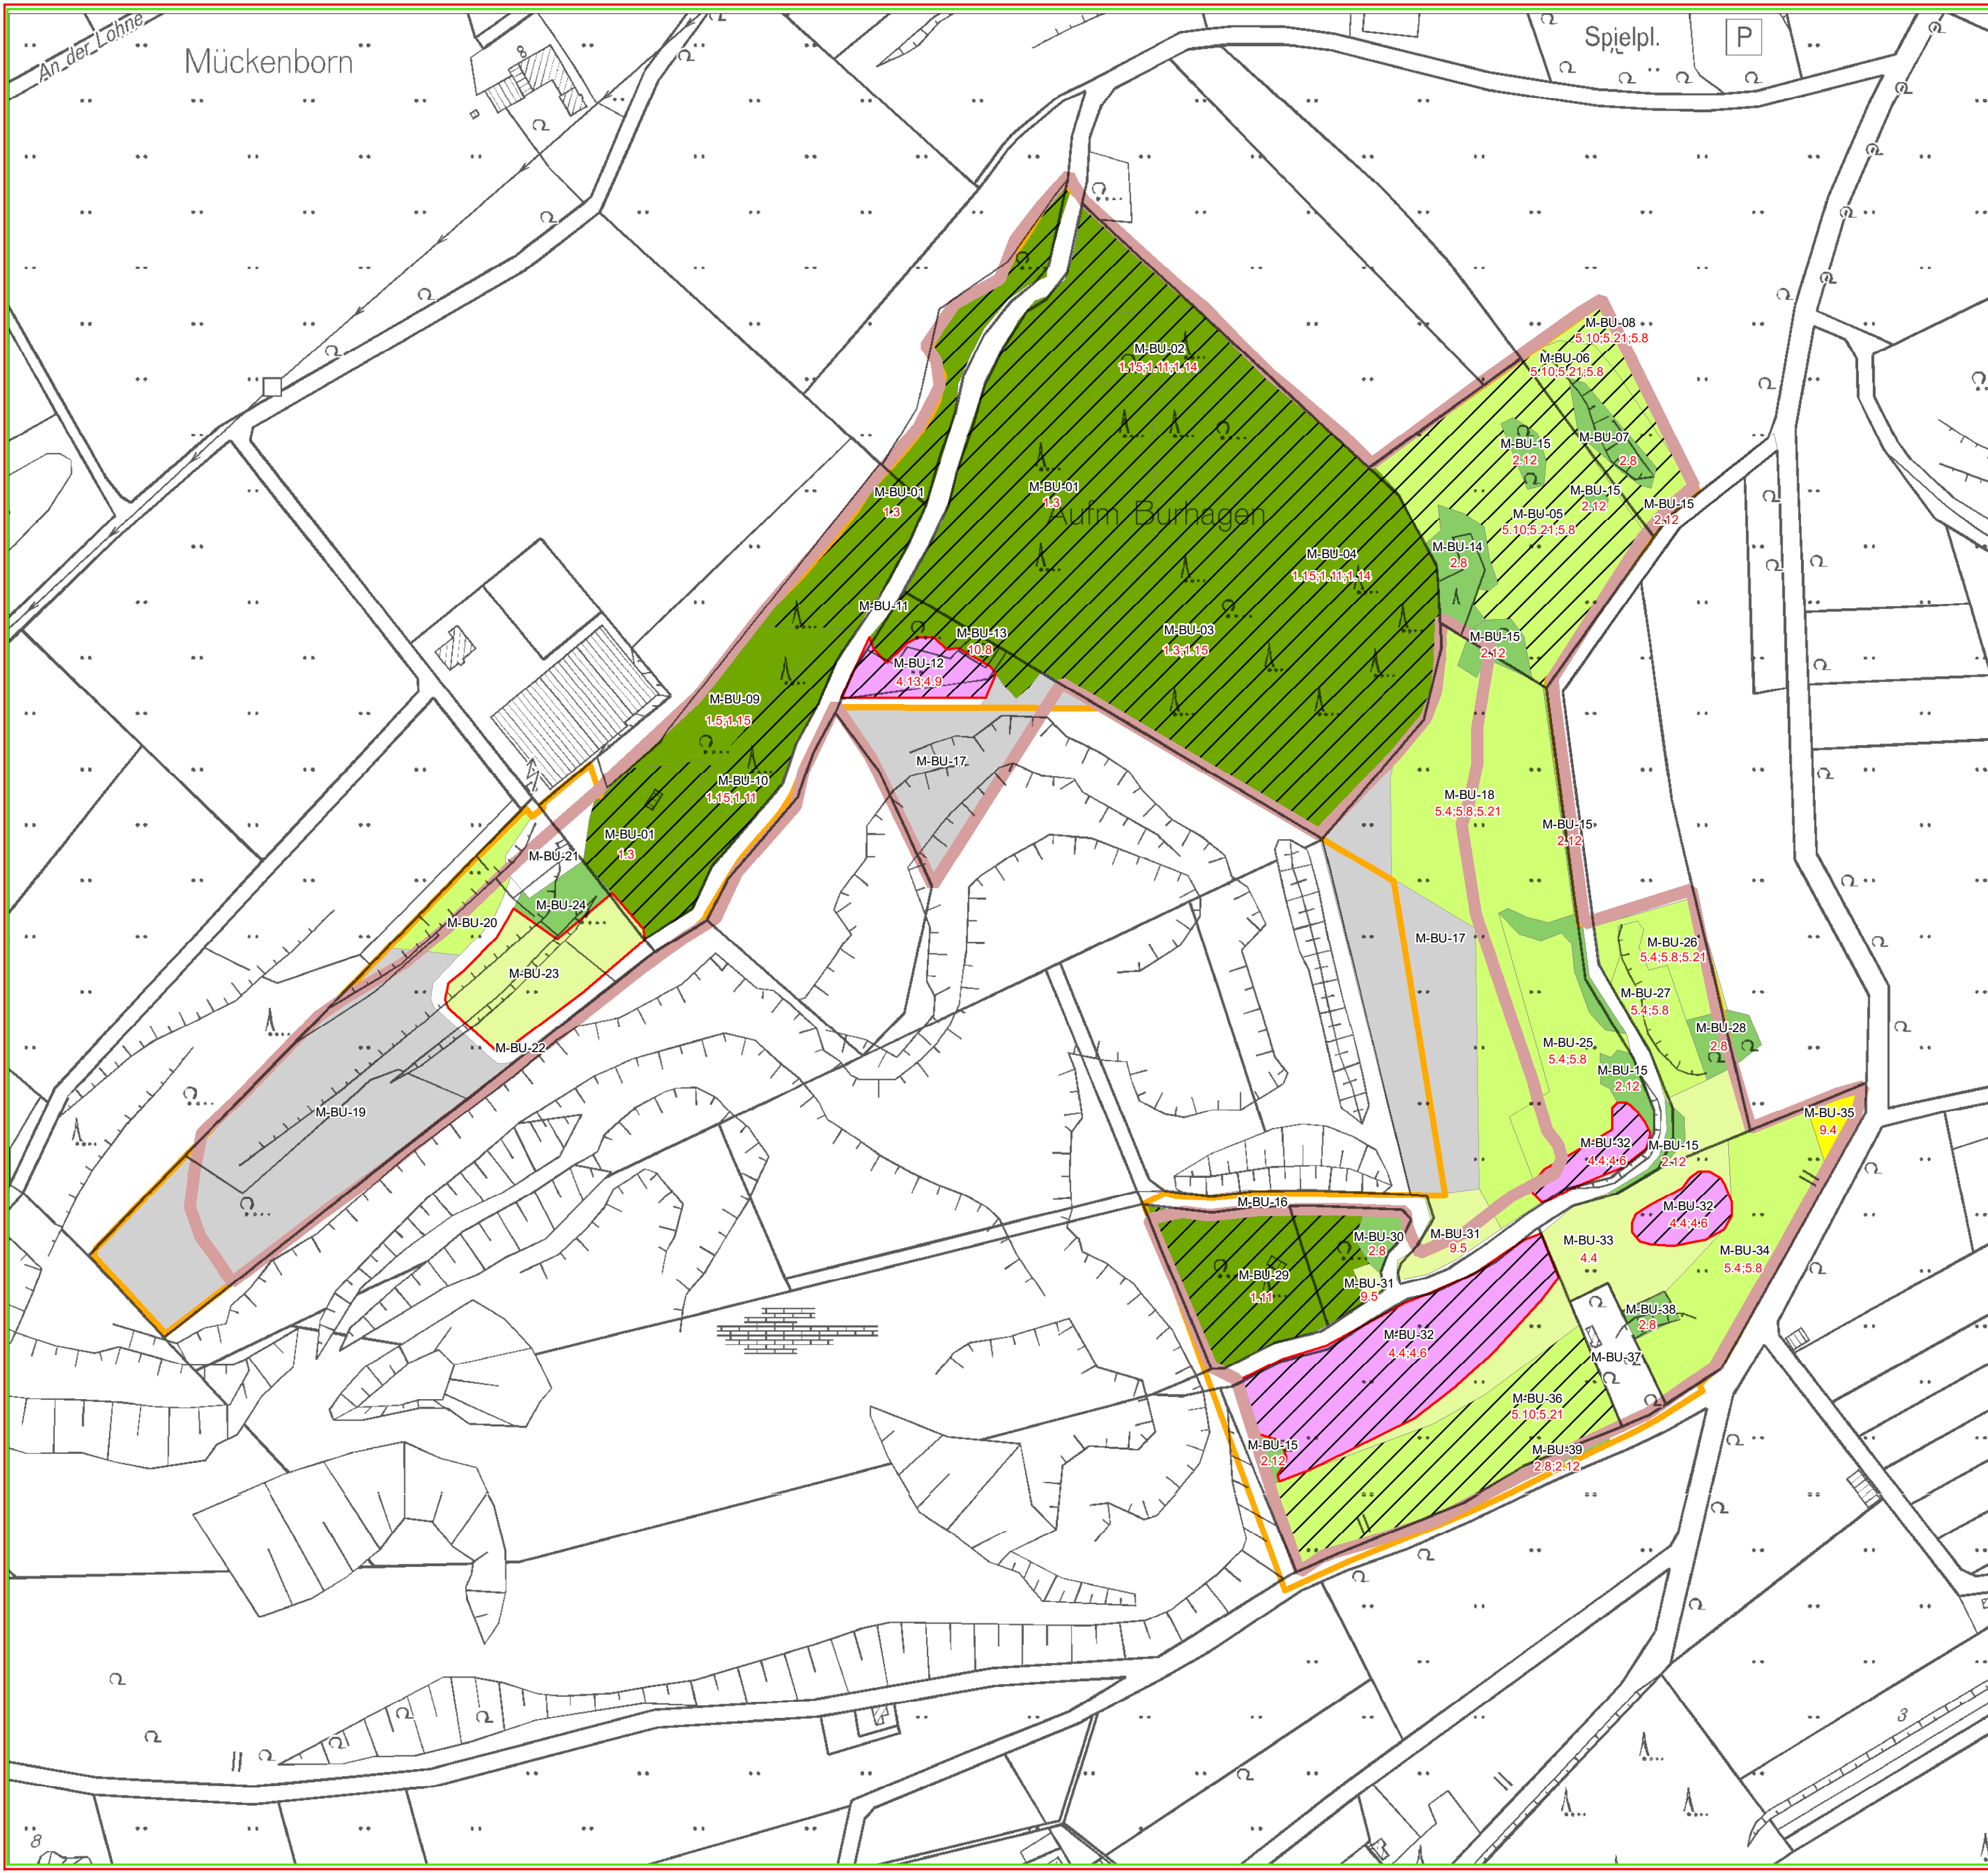 An der Lohne
Mückenborn
8
Spielpl.
P
M-BU-08
5.10;5.21;5.8
M-BU-02
1.15;1.11;1.14
M-BU-06
5.10;5.21;5.8
M-BU-15
2.12
M-BU-07
2.8
M-BU-01
1.3
M-BU-01
1.3
Aufm Burhagen
M-BU-15
2.12
M-BU-15
2.12
M-BU-05
5.10;5.21;5.8
M-BU-14
2.8
M-BU-04
1.15;1.11;1.14
M-BU-11
M-BU-13
10.8
M-BU-03
1.3;1.15
M-BU-15
2.12
M-BU-12
4.13;4.9
M-BU-09
1.5;1.15
M-BU-17
M-BU-10
1.15;1.11
M-BU-18
5.4;5.8;5.21
M-BU-15
2.12
M-BU-01
1.3
M-BU-21
M-BU-24
M-BU-20
M-BU-17
M-BU-26
5.4;5.8;5.21
M-BU-23
M-BU-27
5.4;5.8
M-BU-28
2.8
M-BU-22
M-BU-25
5.4;5.8
M-BU-15
2.12
M-BU-19
M-BU-35
9.4
M-BU-32
4.4;4.6
M-BU-15
2.12
M-BU-16
M-BU-32
4.4;4.6
M-BU-30
2.8
M-BU-31
9.5
M-BU-33
4.4
M-BU-34
5.4;5.8
M-BU-29
1.11
M-BU-31
9.5
M-BU-38
2.8
M-BU-32
4.4;4.6
M-BU-37
M-BU-36
5.10;5.21
M-BU-15
2.12
M-BU-39
2.8;2.12
3
8